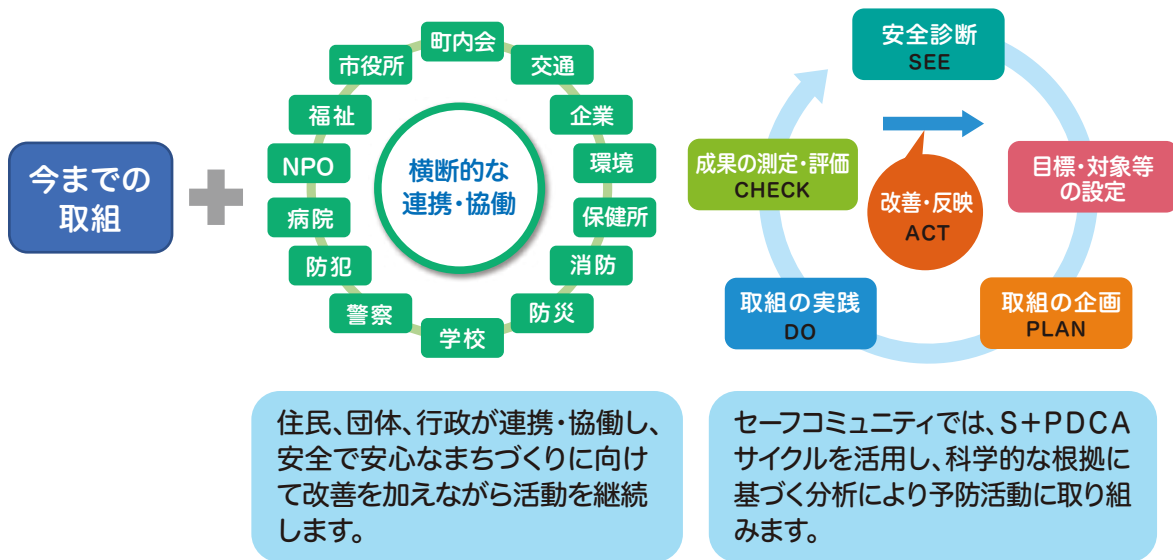 今までの
取組
町内会
交通
企業
環境
保健所
消防
防災
学校
警察
防犯
病院
NPO
福祉
市役所
横断的な
連携・協働
安全診断
SEE
目標・対象等
の設定
取組の企画
PLAN
取組の実践
DO
成果の測定・評価
CHECK
改善・反映
ACT
住民、団体、行政が連携・協働し、
安全で安心なまちづくりに向け
て改善を加えながら活動を継続
します。
セーフコミュニティでは、S+PDCA
サイクルを活用し、科学的な根拠に
基づく分析により予防活動に取り組
みます。